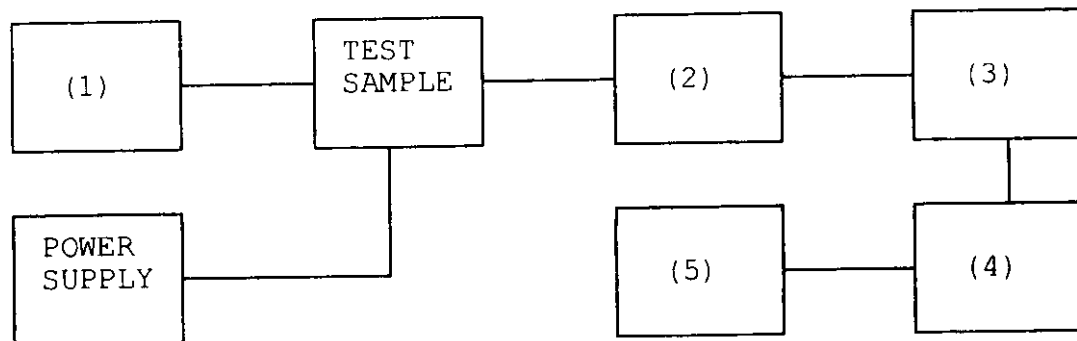 (1)
TEST
SAMPLE
(2)
(3)
POWER
SUPPLY
(5)
(4)